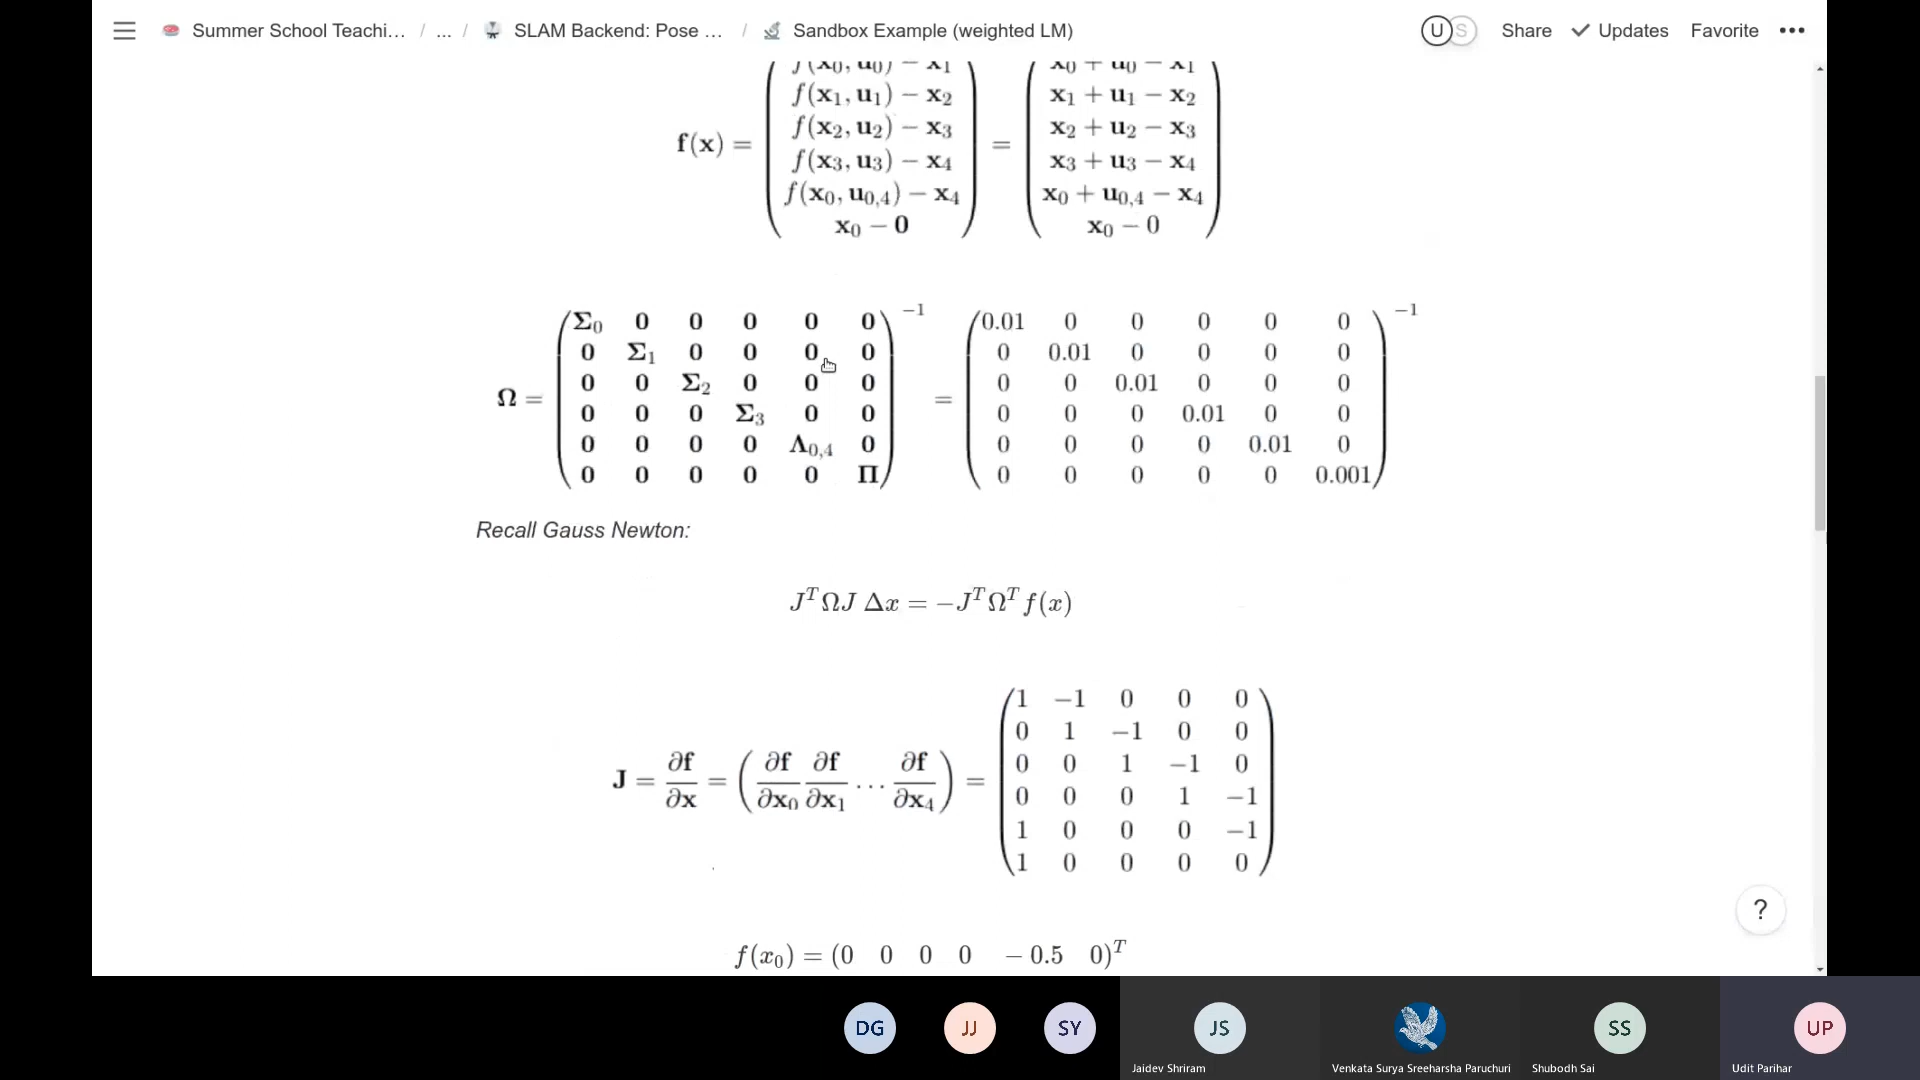 Summer School Teachi... / ... / SLAM Backend: Pose ... / Sandbox Example (weighted LM) U S Share Updates Favorite •••
f(x) = ( f(x₀, u₀) − x₁ = ( x₀ + u₀ − x₁
f(x₁, u₁) − x₂ x₁ + u₁ − x₂
f(x₂, u₂) − x₃ x₂ + u₂ − x₃
f(x₃, u₃) − x₄ x₃ + u₃ − x₄
f(x₀, u₀,₄) − x₄ x₀ + u₀,₄ − x₄
x₀ − 0 ) x₀ − 0 )
Ω = ( Σ₀ 0 0 0 0 0 )⁻¹ = ( 0.01 0 0 0 0 0 )⁻¹
0 Σ₁ 0 0 0 0 0 0.01 0 0 0 0
0 0 Σ₂ 0 0 0 0 0 0.01 0 0 0
0 0 0 Σ₃ 0 0 0 0 0 0.01 0 0
0 0 0 0 Λ₀,₄ 0 0 0 0 0 0.01 0
0 0 0 0 0 Π 0 0 0 0 0 0.001
Recall Gauss Newton:
JᵀΩJ Δx = −JᵀΩᵀf(x)
J = ∂f/∂x = ( ∂f/∂x₀ ∂f/∂x₁ ⋯ ∂f/∂x₄ ) = ( 1 −1 0 0 0
0 1 −1 0 0
0 0 1 −1 0
0 0 0 1 −1
1 0 0 0 −1
1 0 0 0 0 )
?
f(x₀) = (0 0 0 0 − 0.5 0)ᵀ
DG JJ SY JS SS UP
Jaidev Shriram Venkata Surya Sreeharsha Paruchuri Shubodh Sai Udit Parihar